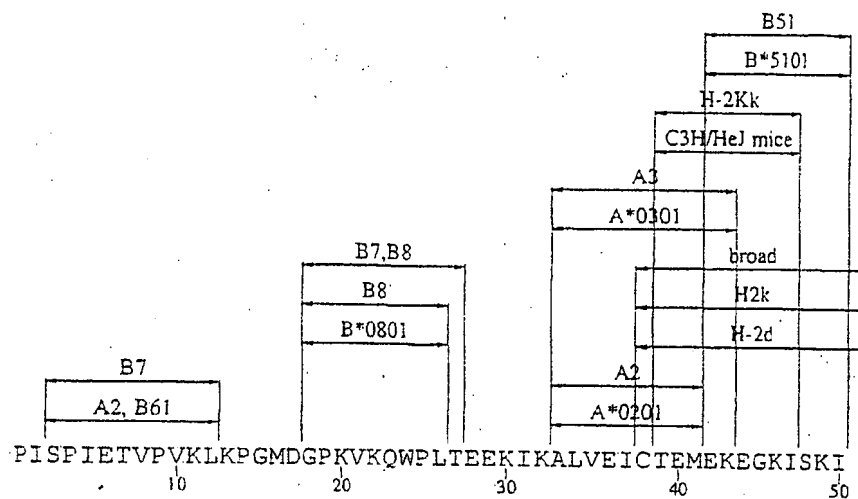 B51
B*5101
H-2Kk
C3H/HeJ mice
A3
A*0301
B7,B8
broad
B8
H2k
B*0801
H-2d
B7
A2
A2, B61
A*0201
PISPIETVPVKLKPGMDGPKVKQWPLTEEKIKALVEICTEMEKEGKISKI
10 20 30 40 50